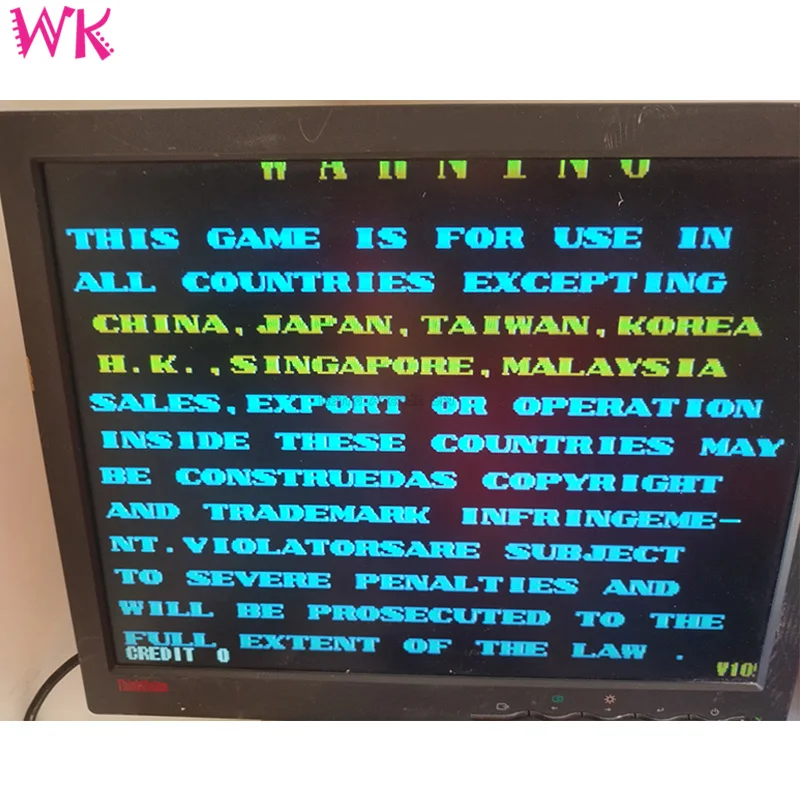 WK
WARNING
THIS GAME IS FOR USE IN
ALL COUNTRIES EXCEPTING
CHINA, JAPAN, TAIWAN, KOREA
H.K. , SINGAPORE, MALAYSIA
SALES, EXPORT OR OPERATION
INSIDE THESE COUNTRIES MAY
BE CONSTRUEDAS COPYRIGHT
AND TRADEMARK INFRINGEME-
NT. VIOLATORSARE SUBJECT
TO SEVERE PENALTIES AND
WILL BE PROSECUTED TO THE
FULL EXTENT OF THE LAW .
CREDIT 0